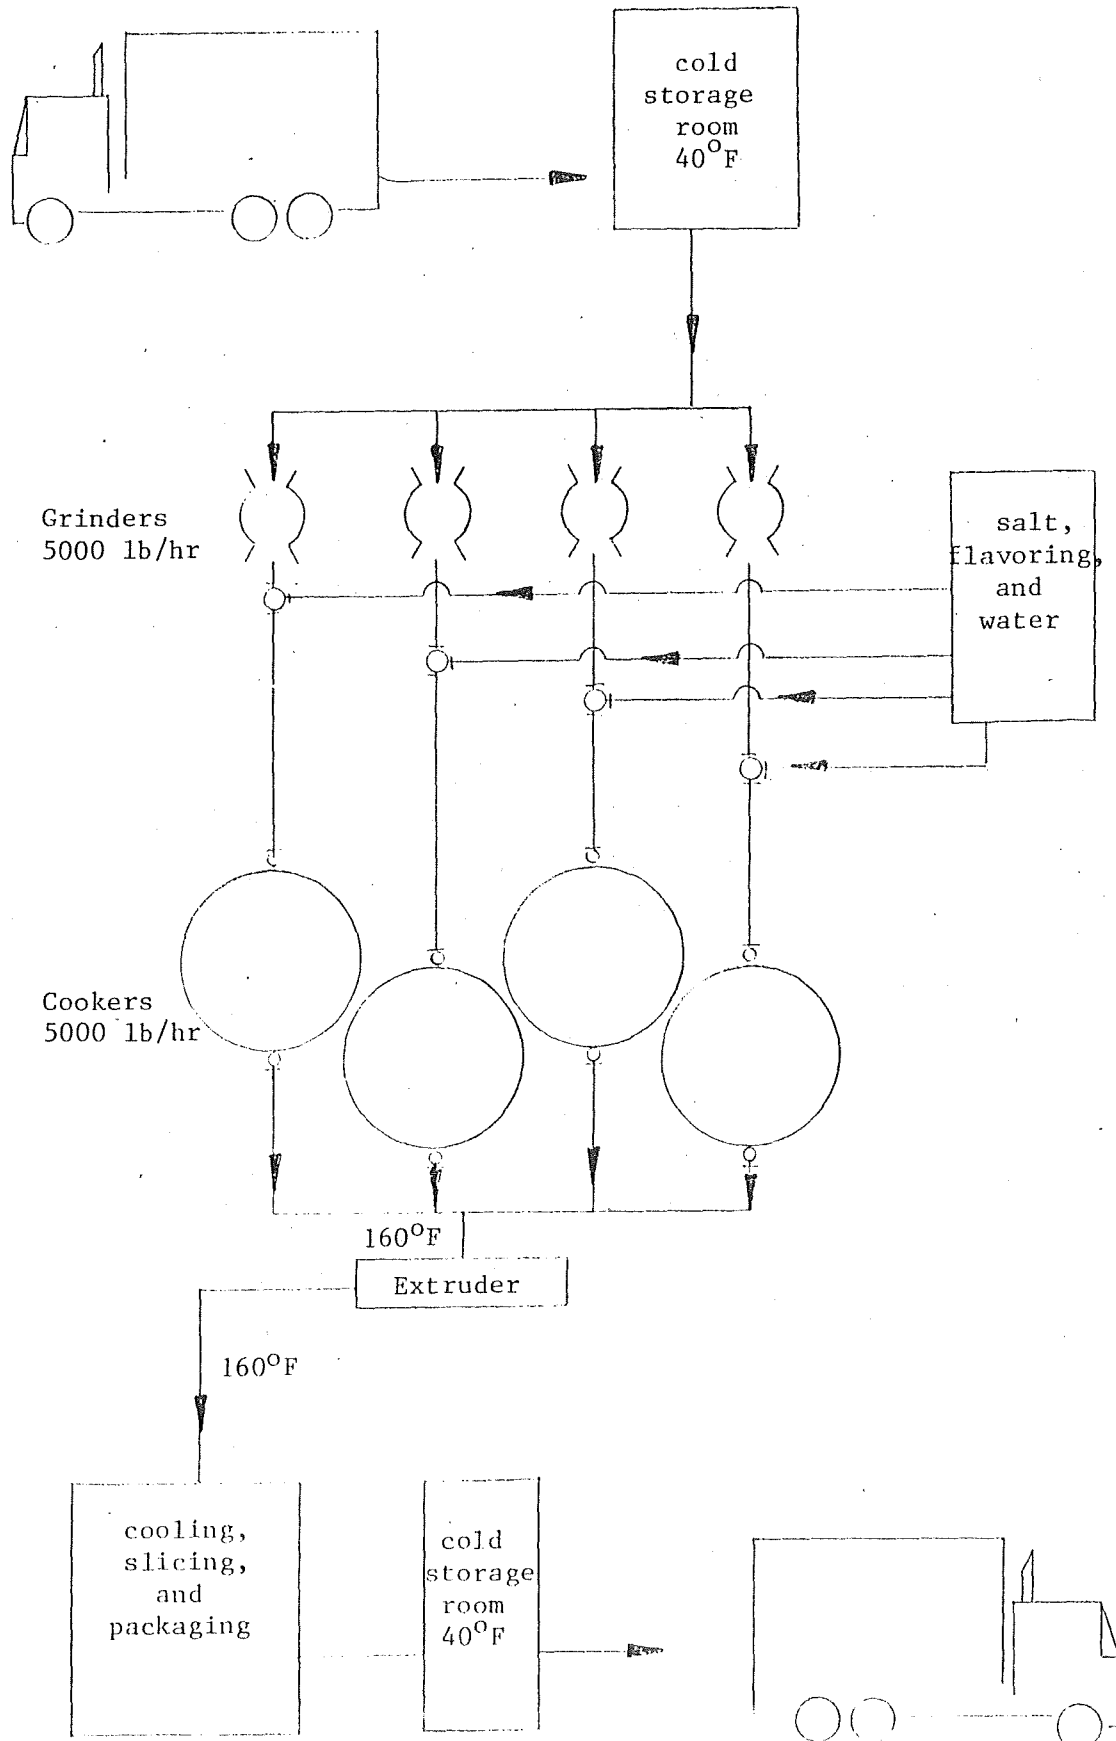 cold
storage
room
40°F
Grinders
5000 lb/hr
salt,
flavoring,
and
water
Cookers
5000 lb/hr
160°F
Extruder
160°F
cooling,
slicing,
and
packaging
cold
storage
room
40°F